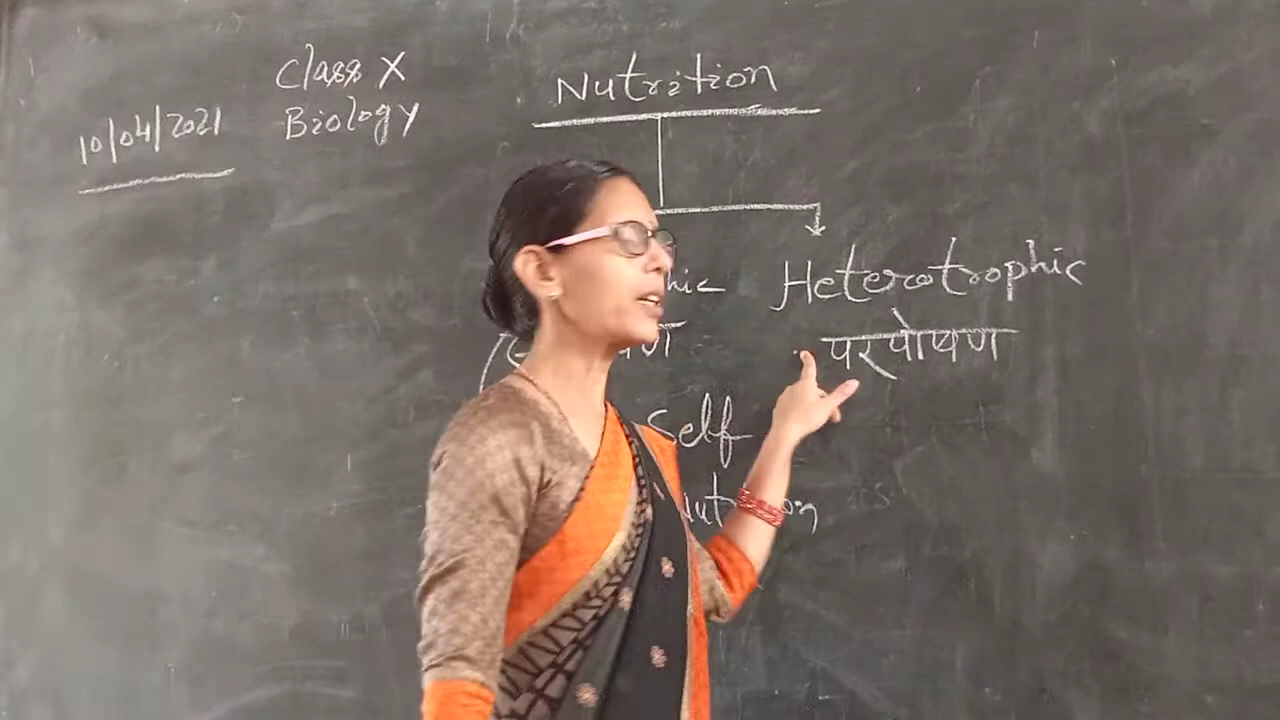 Class X
Biology
10/04/2021
Nutrition
Heterotrophic
परपोषण
Self